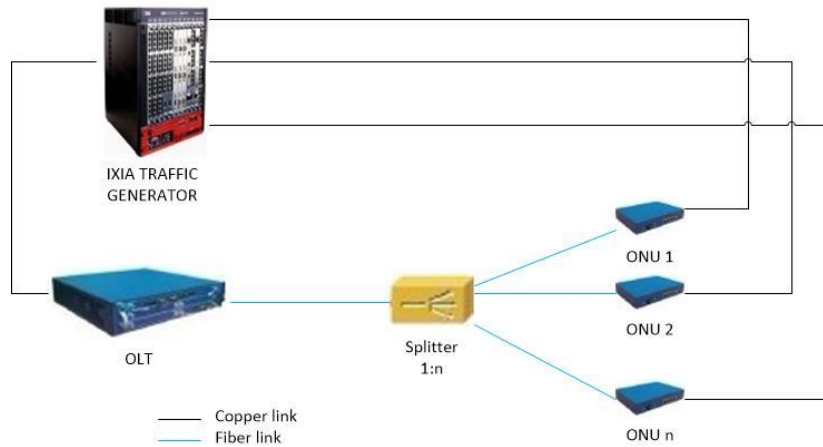 IXIA TRAFFIC
GENERATOR
ONU 1
OLT
Splitter
1:n
ONU 2
ONU n
Copper link
Fiber link